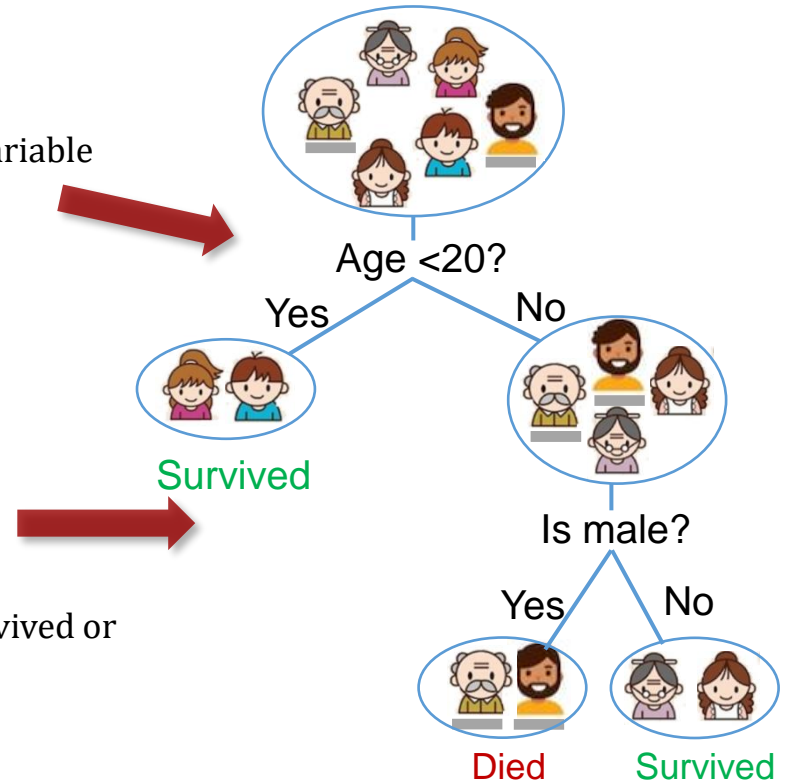 ariable
Age <20?
Yes
No
Survived
Is male?
vived or
Yes
No
Died
Survived